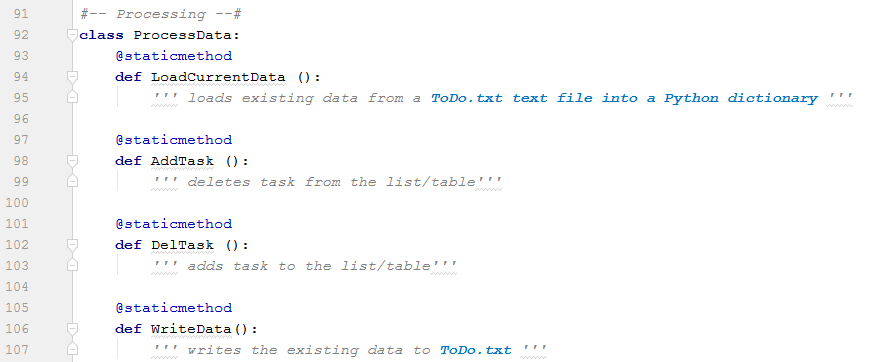 91 #-- Processing --#
92 class ProcessData:
93 @staticmethod
94 def LoadCurrentData ():
95 ''' loads existing data from a ToDo.txt text file into a Python dictionary '''
96
97 @staticmethod
98 def AddTask ():
99 ''' deletes task from the list/table'''
100
101 @staticmethod
102 def DelTask ():
103 ''' adds task to the list/table'''
104
105 @staticmethod
106 def WriteData():
107 ''' writes the existing data to ToDo.txt '''